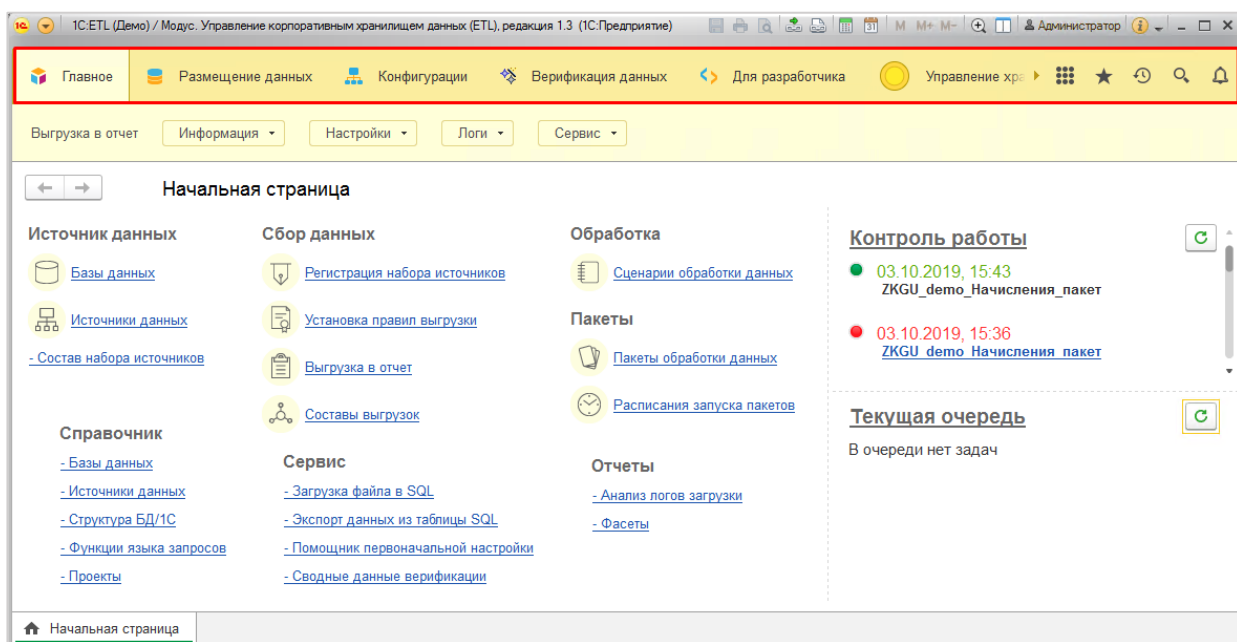 1С:ETL (Демо) / Модус. Управление корпоративным хранилищем данных (ETL), редакция 1.3 (1С:Предприятие) M M+ M- Администратор
Главное Размещение данных Конфигурации Верификация данных Для разработчика Управление хра
Выгрузка в отчет Информация Настройки Логи Сервис
Начальная страница
Источник данных
Базы данных
Источники данных
- Состав набора источников
Сбор данных
Регистрация набора источников
Установка правил выгрузки
Выгрузка в отчет
Составы выгрузок
Обработка
Сценарии обработки данных
Пакеты
Пакеты обработки данных
Расписания запуска пакетов
Справочник
- Базы данных
- Источники данных
- Структура БД/1С
- Функции языка запросов
- Проекты
Сервис
- Загрузка файла в SQL
- Экспорт данных из таблицы SQL
- Помощник первоначальной настройки
- Сводные данные верификации
Отчеты
- Анализ логов загрузки
- Фасеты
Контроль работы
03.10.2019, 15:43
ZKGU_demo_Начисления_пакет
03.10.2019, 15:36
ZKGU_demo_Начисления_пакет
Текущая очередь
В очереди нет задач
Начальная страница